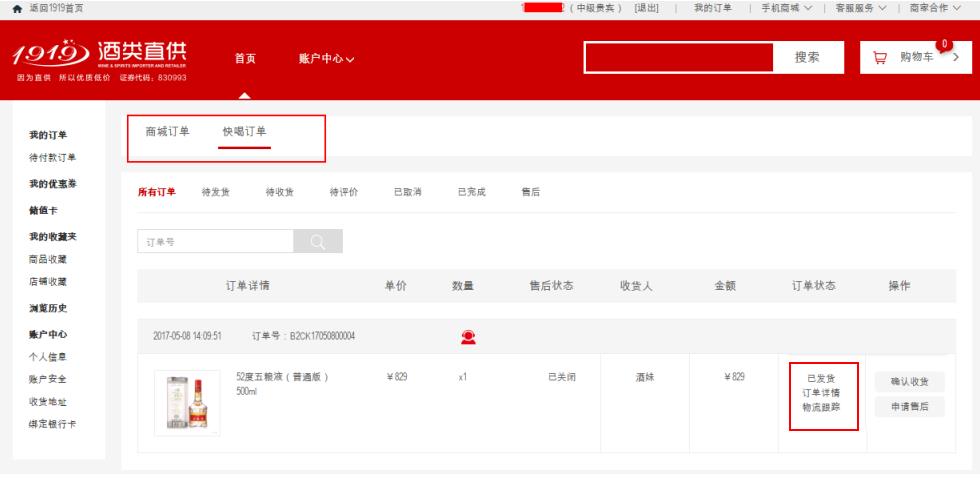 返回1919首页
1 2（中级贵宾） [退出] | 我的订单 | 手机商城 | 客服服务 | 商家合作
1919 酒类直供
WINE & SPIRITS IMPORTER AND RETAILER
因为直供 所以优质低价 证券代码：830993
首页 账户中心 搜索 购物车 0
我的订单
待付款订单
我的优惠券
储值卡
我的收藏夹
商品收藏
店铺收藏
浏览历史
账户中心
个人信息
账户安全
收货地址
绑定银行卡
商城订单 快喝订单
所有订单 待发货 待收货 待评价 已取消 已完成 售后
订单号
订单详情 单价 数量 售后状态 收货人 金额 订单状态 操作
2017-05-08 14:09:51 订单号：B2CK17050800004
52度五粮液（普通版）
500ml
￥829 x1 已关闭 酒妹 ￥829
已发货
订单详情
物流跟踪
确认收货
申请售后